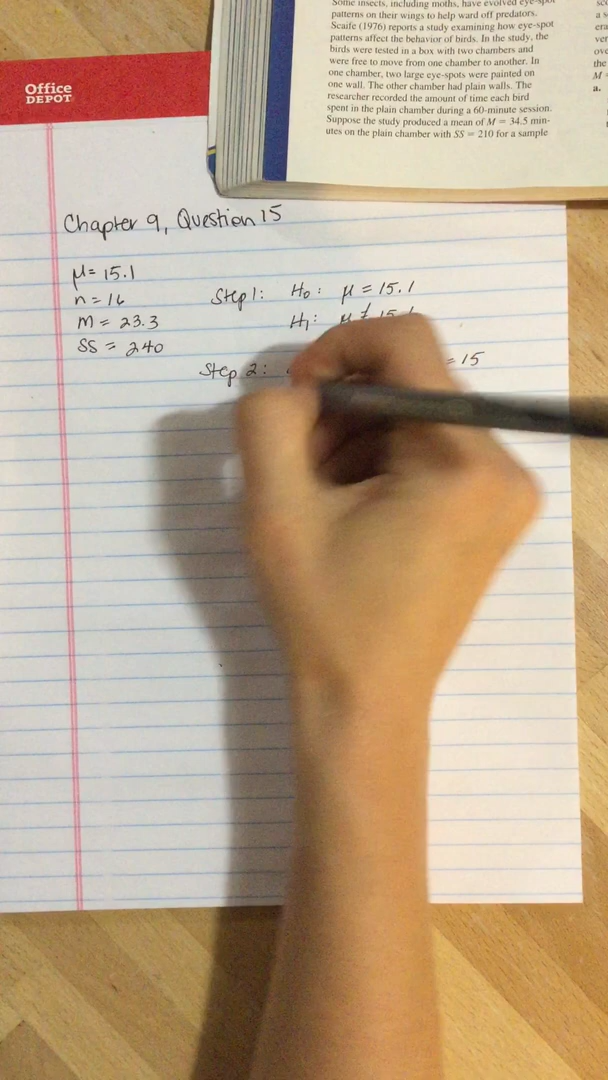 Some insects, including moths, have evolved eye-spot
patterns on their wings to help ward off predators.
Scaife (1976) reports a study examining how eye-spot
patterns affect the behavior of birds. In the study, the
birds were tested in a box with two chambers and
were free to move from one chamber to another. In
one chamber, two large eye-spots were painted on
one wall. The other chamber had plain walls. The
researcher recorded the amount of time each bird
spent in the plain chamber during a 60-minute session.
Suppose the study produced a mean of M = 34.5 min-
utes on the plain chamber with SS = 210 for a sample
the
M =
a.
Office
DEPOT
Chapter 9, Question 15
μ = 15.1
n = 16
M = 23.3
SS = 240
Step 1: H₀: μ = 15.1
H₁: μ ≠ 15.1
Step 2: = 15